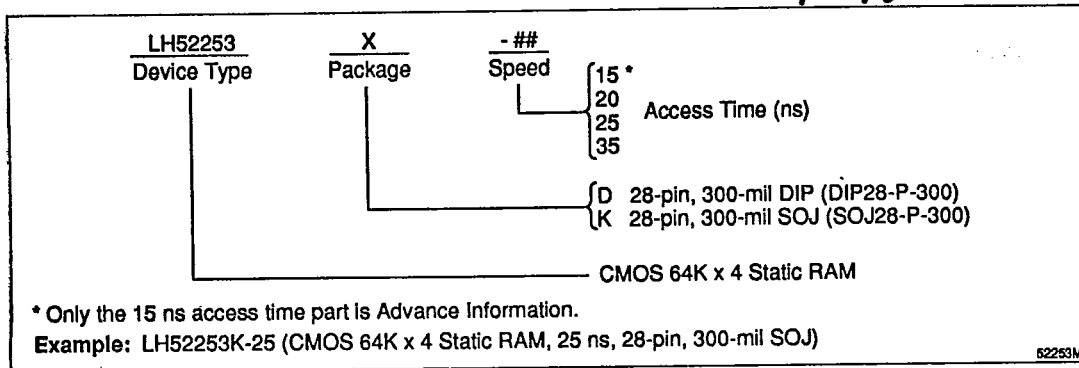 LH52253 X - ##
Device Type Package Speed
15 *
20
25
35
Access Time (ns)
D 28-pin, 300-mil DIP (DIP28-P-300)
K 28-pin, 300-mil SOJ (SOJ28-P-300)
CMOS 64K x 4 Static RAM
* Only the 15 ns access time part is Advance Information.
Example: LH52253K-25 (CMOS 64K x 4 Static RAM, 25 ns, 28-pin, 300-mil SOJ)